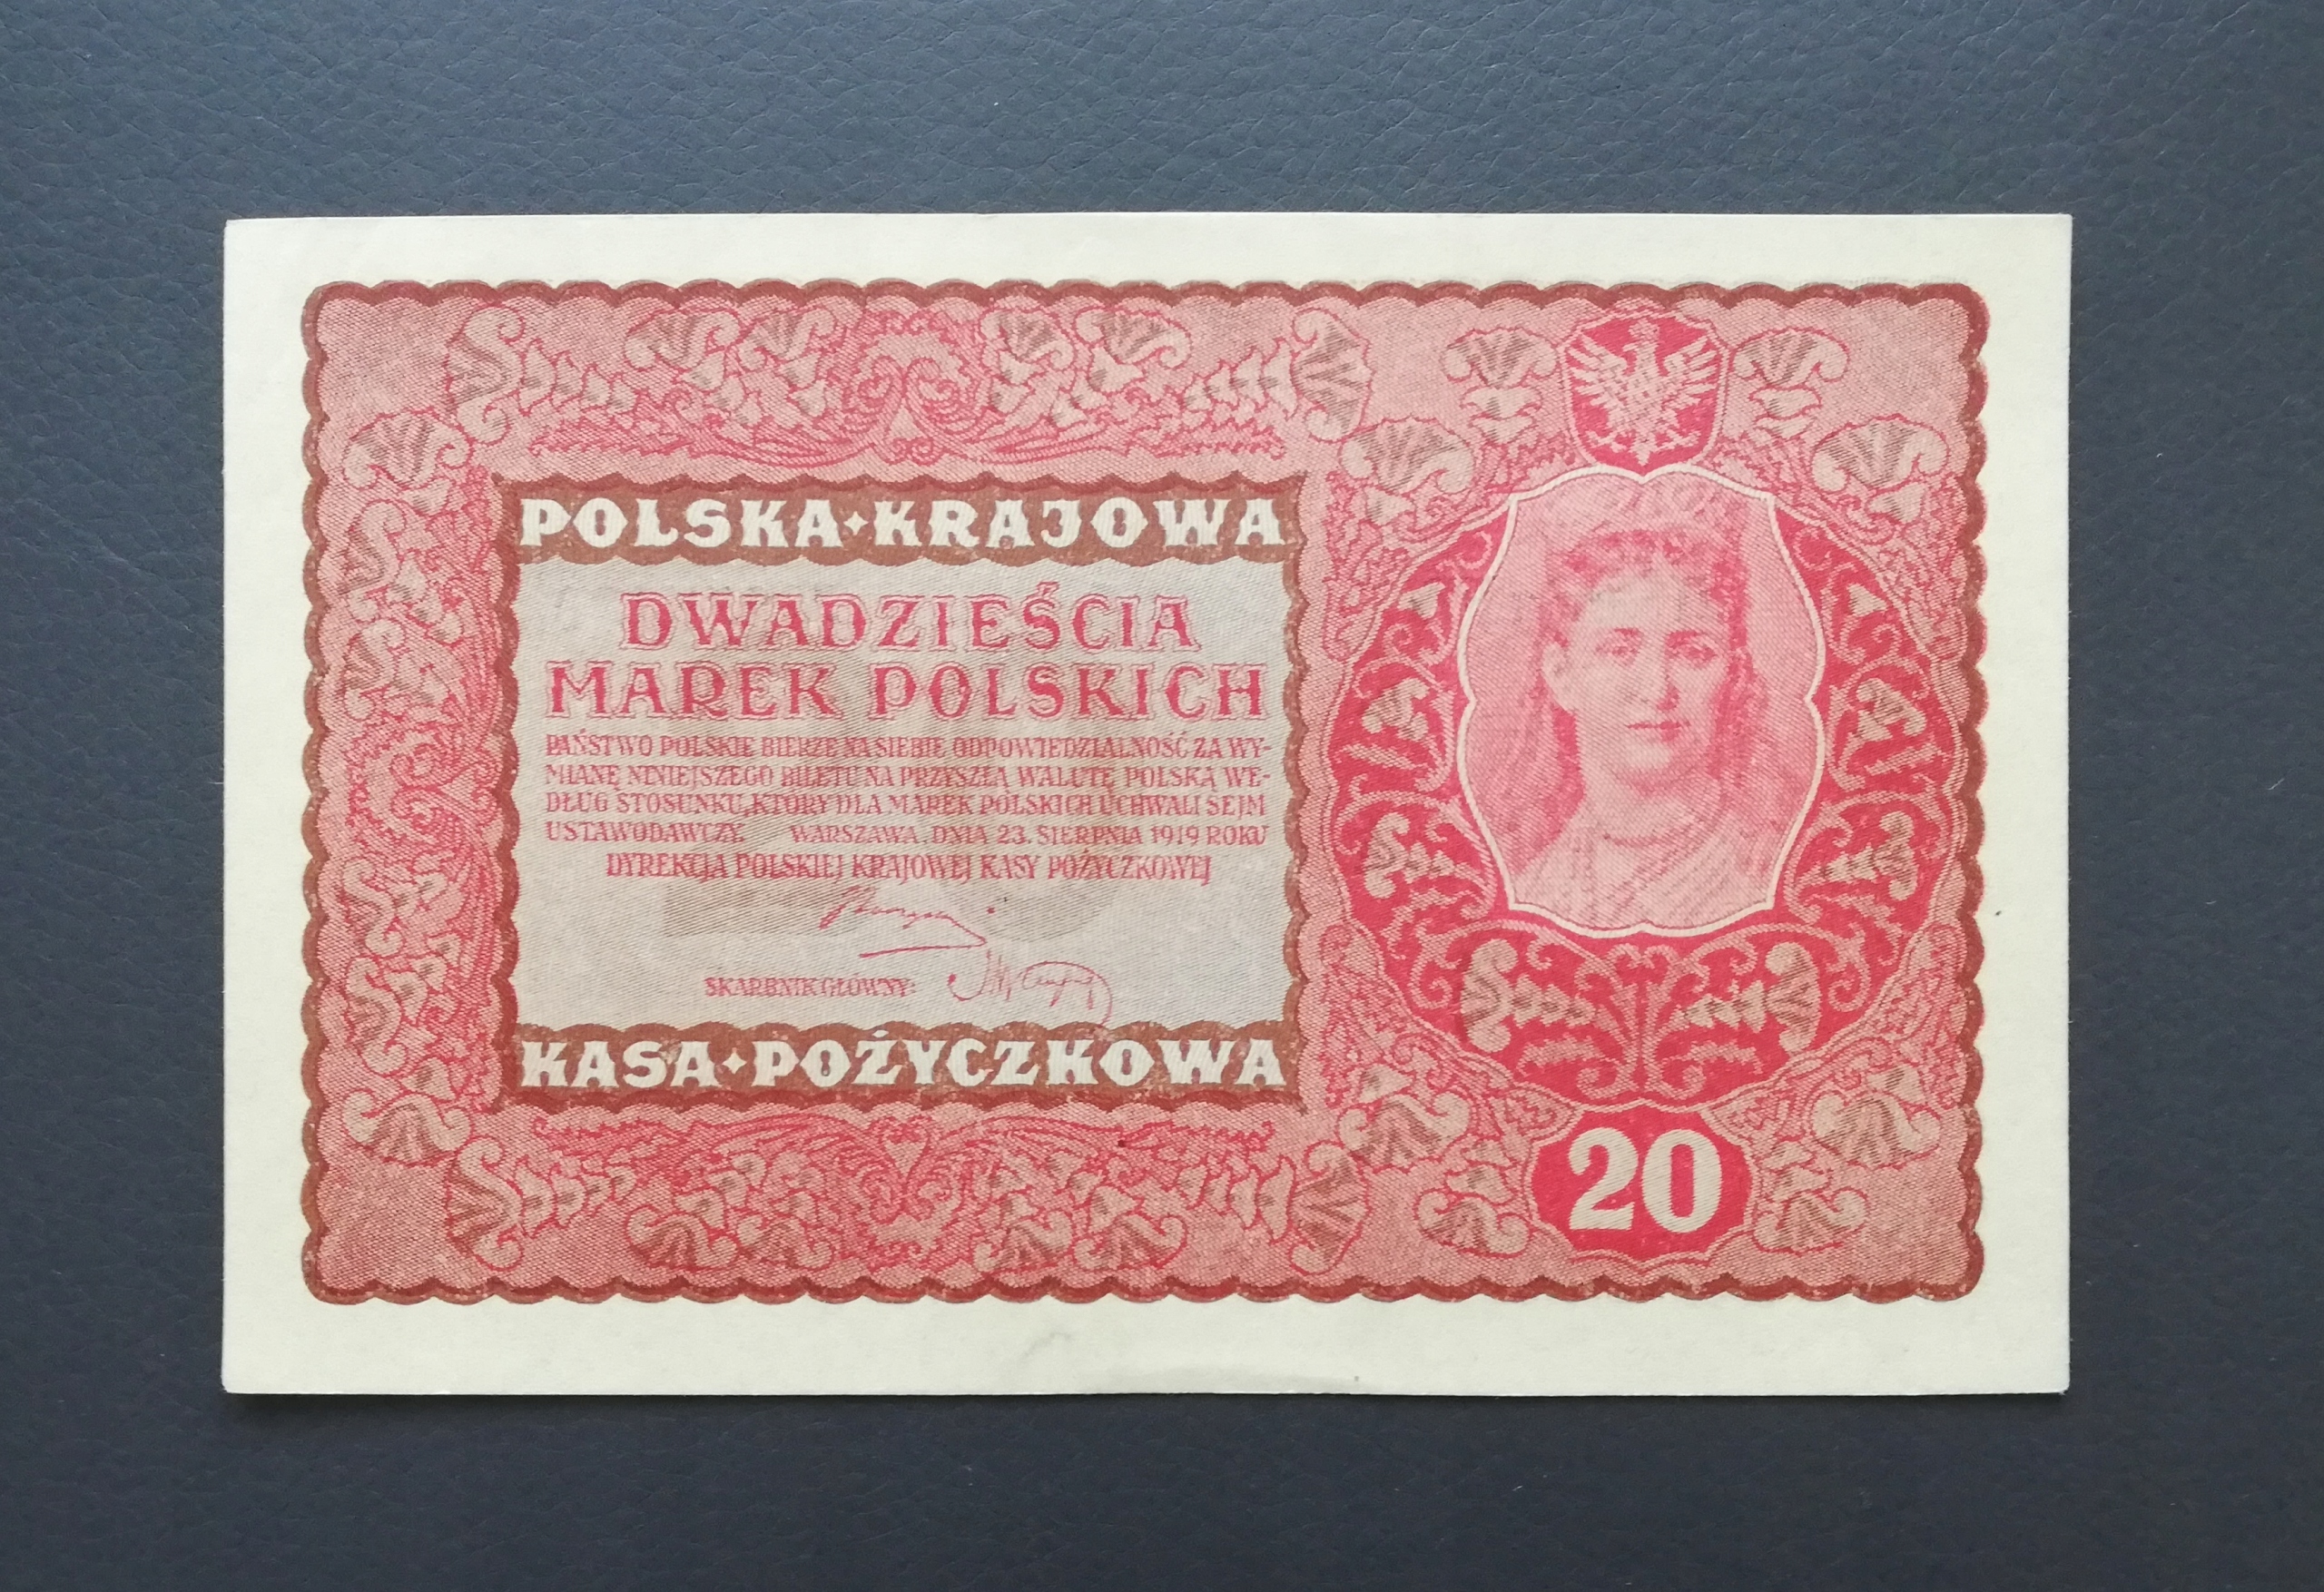 POLSKA KRAJOWA
DWADZIEŚCIA
MAREK POLSKICH
PAŃSTWO POLSKIE BIERZE NA SIEBIE ODPOWIEDZIALNOŚĆ ZA WY-
MIANĘ NINIEJSZEGO BILETU NA PRZYSZŁĄ WALUTĘ POLSKĄ WE-
DŁUG STOSUNKU, KTÓRY DLA MAREK POLSKICH UCHWALI SEJM
USTAWODAWCZY. WARSZAWA, DNIA 23. SIERPNIA 1919 ROKU
DYREKCJA POLSKIEJ KRAJOWEJ KASY POŻYCZKOWEJ
SKARBNIK GŁÓWNY:
KASA POŻYCZKOWA
20